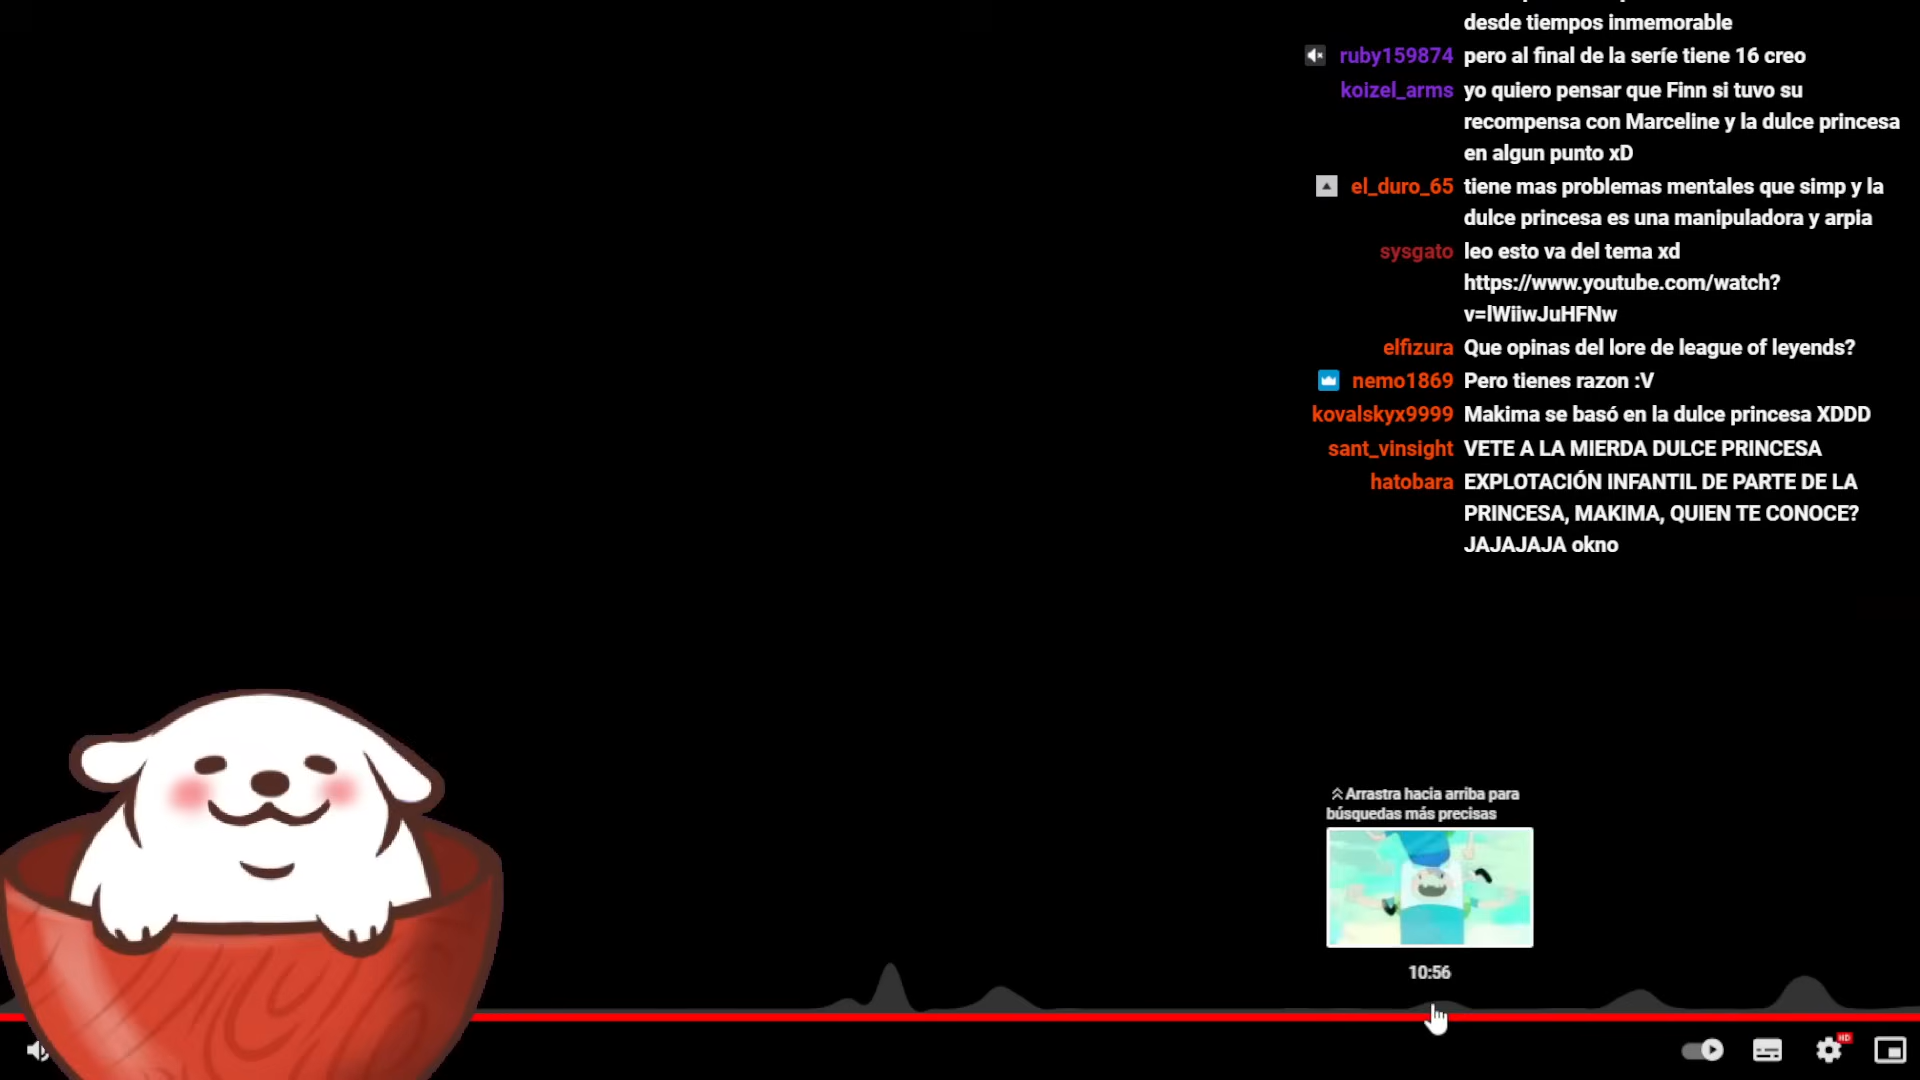 desde tiempos inmemorable
ruby159874 pero al final de la seríe tiene 16 creo
koizel_arms yo quiero pensar que Finn si tuvo su
recompensa con Marceline y la dulce princesa
en algun punto xD
el_duro_65 tiene mas problemas mentales que simp y la
dulce princesa es una manipuladora y arpia
sysgato leo esto va del tema xd
https://www.youtube.com/watch?
v=lWiiwJuHFNw
elfizura Que opinas del lore de league of leyends?
nemo1869 Pero tienes razon :V
kovalskyx9999 Makima se basó en la dulce princesa XDDD
sant_vinsight VETE A LA MIERDA DULCE PRINCESA
hatobara EXPLOTACIÓN INFANTIL DE PARTE DE LA
PRINCESA, MAKIMA, QUIEN TE CONOCE?
JAJAJAJA okno
Arrastra hacia arriba para
búsquedas más precisas
10:56
HD